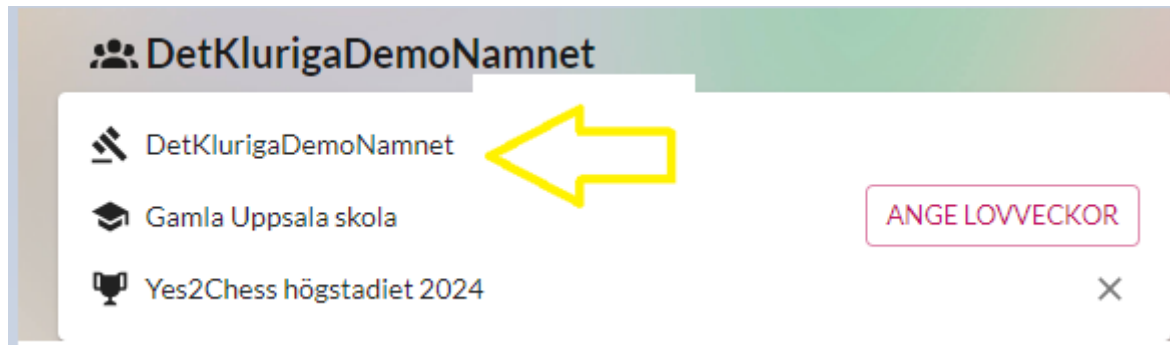 DetKlurigaDemoNamnet
DetKlurigaDemoNamnet
Gamla Uppsala skola
ANGE LOVVECKOR
Yes2Chess högstadiet 2024